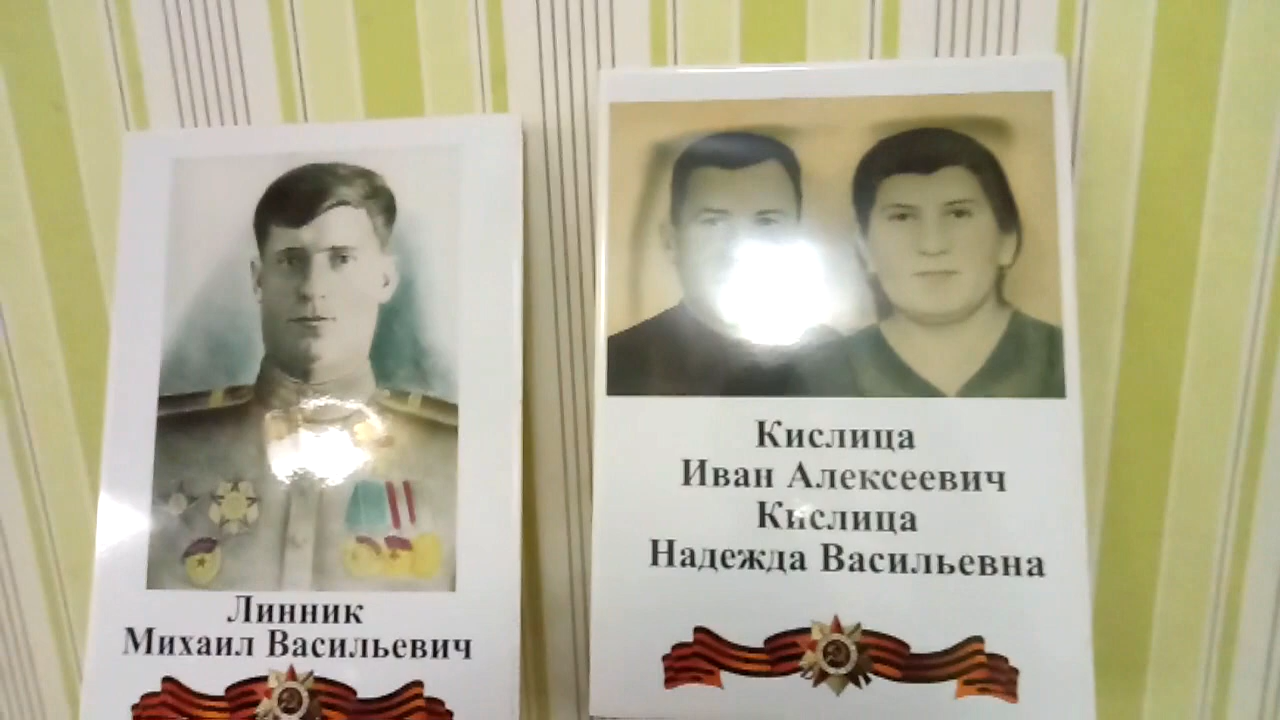 Линник
Михаил Васильевич
Кислица
Иван Алексеевич
Кислица
Надежда Васильевна